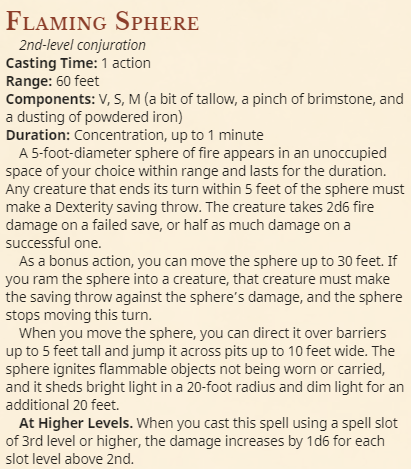 Flaming Sphere
2nd-level conjuration
Casting Time: 1 action
Range: 60 feet
Components: V, S, M (a bit of tallow, a pinch of brimstone, and
a dusting of powdered iron)
Duration: Concentration, up to 1 minute
A 5-foot-diameter sphere of fire appears in an unoccupied
space of your choice within range and lasts for the duration.
Any creature that ends its turn within 5 feet of the sphere must
make a Dexterity saving throw. The creature takes 2d6 fire
damage on a failed save, or half as much damage on a
successful one.
As a bonus action, you can move the sphere up to 30 feet. If
you ram the sphere into a creature, that creature must make
the saving throw against the sphere's damage, and the sphere
stops moving this turn.
When you move the sphere, you can direct it over barriers
up to 5 feet tall and jump it across pits up to 10 feet wide. The
sphere ignites flammable objects not being worn or carried,
and it sheds bright light in a 20-foot radius and dim light for an
additional 20 feet.
At Higher Levels. When you cast this spell using a spell slot
of 3rd level or higher, the damage increases by 1d6 for each
slot level above 2nd.